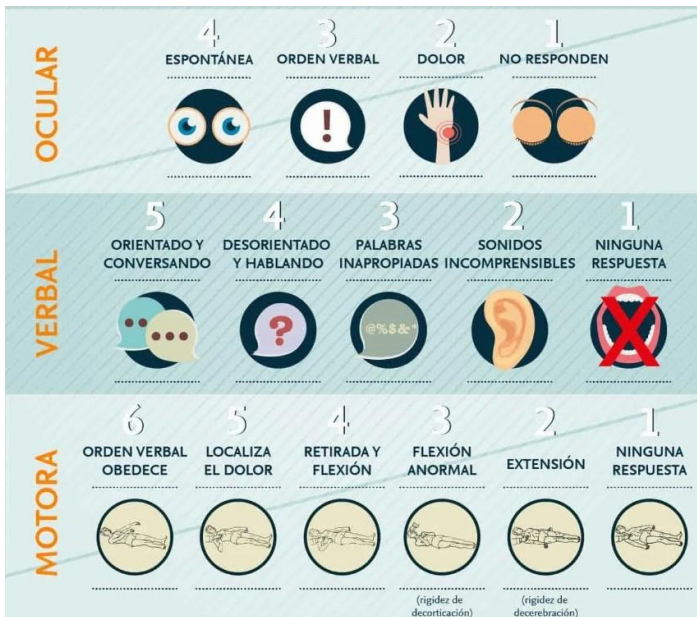 OCULAR
4 3 2 1
ESPONTÁNEA ORDEN VERBAL DOLOR NO RESPONDEN
!
VERBAL
5 4 3 2 1
ORIENTADO Y DESORIENTADO PALABRAS SONIDOS NINGUNA
CONVERSANDO Y HABLANDO INAPROPIADAS INCOMPRENSIBLES RESPUESTA
? @%$&* X
MOTORA
6 5 4 3 2 1
ORDEN VERBAL LOCALIZA RETIRADA Y FLEXIÓN EXTENSIÓN NINGUNA
OBEDECE EL DOLOR FLEXIÓN ANORMAL RESPUESTA
(rigidez de (rigidez de
decorticación) decerebración)